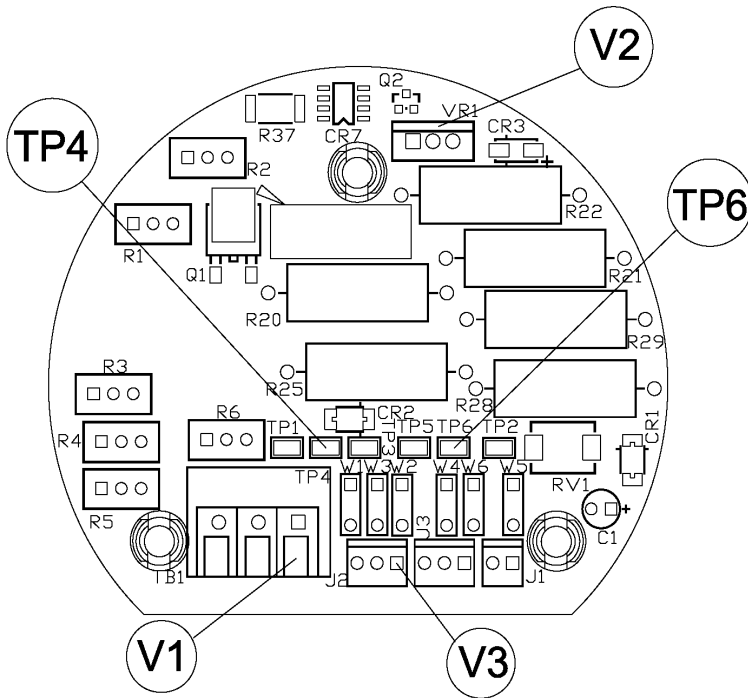 V2
Q2
VR1
CR3
+
R37
CR7
TP4
R2
TP6
R22
R1
Q1
R21
R20
R29
R25
R28
R3
CR2
R6
TP1
TP3
TP5
TP6
TP2
CR1
R4
TP4
W1
W3
W2
W4
W6
W5
RV1
R5
J3
+
C1
TB1
J2
J1
V1
V3